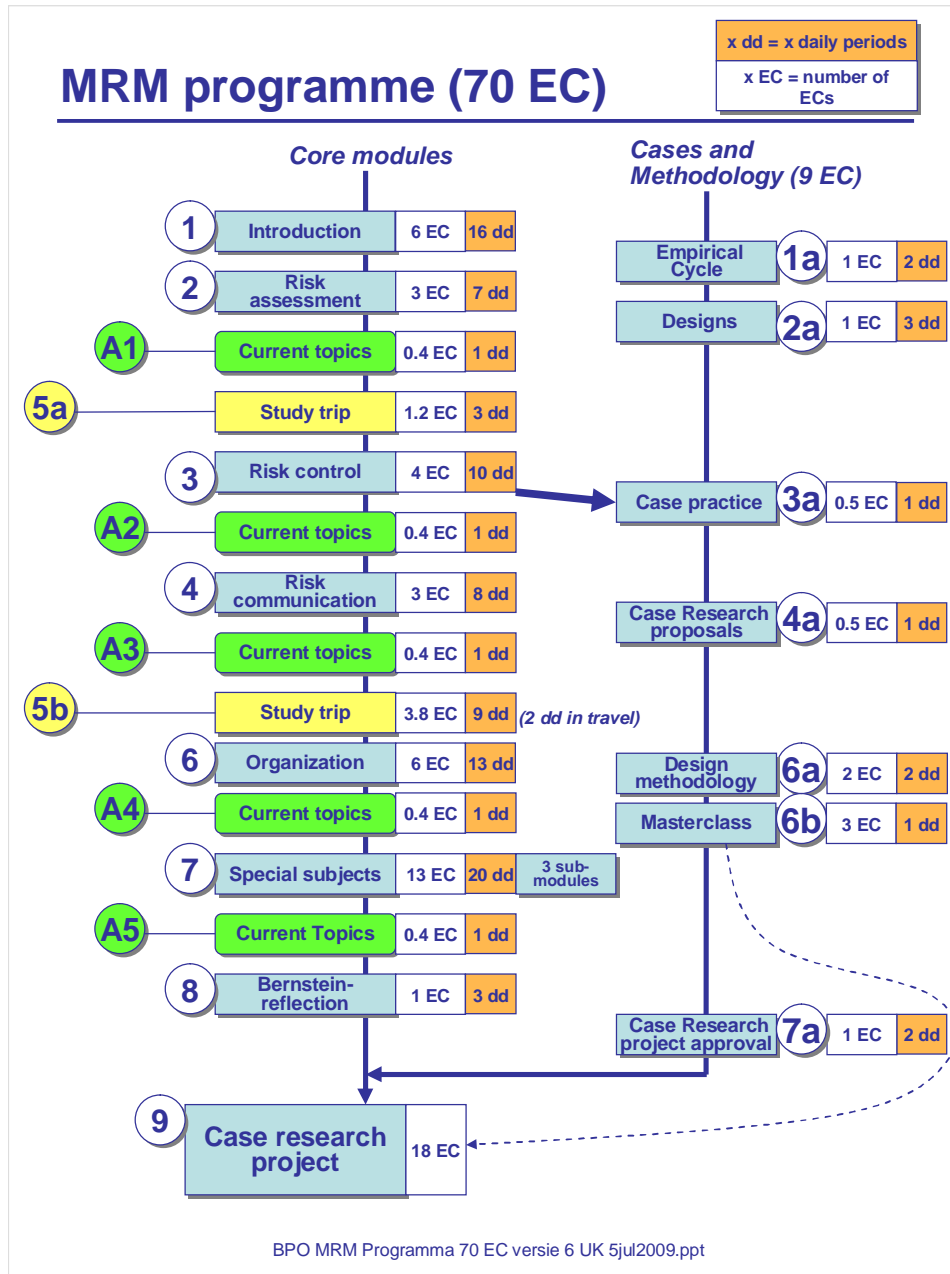 x dd = x daily periods
x EC = number of
ECs
MRM programme (70 EC)
Core modules
Cases and
Methodology (9 EC)
1
Introduction
6 EC
16 dd
Empirical
Cycle
1a
1 EC
2 dd
2
Risk
assessment
3 EC
7 dd
Designs
2a
1 EC
3 dd
A1
Current topics
0.4 EC
1 dd
5a
Study trip
1.2 EC
3 dd
3
Risk control
4 EC
10 dd
Case practice
3a
0.5 EC
1 dd
A2
Current topics
0.4 EC
1 dd
4
Risk
communication
3 EC
8 dd
Case Research
proposals
4a
0.5 EC
1 dd
A3
Current topics
0.4 EC
1 dd
5b
Study trip
3.8 EC
9 dd
(2 dd in travel)
6
Organization
6 EC
13 dd
Design
methodology
6a
2 EC
2 dd
A4
Current topics
0.4 EC
1 dd
Masterclass
6b
3 EC
1 dd
7
Special subjects
13 EC
20 dd
3 sub-
modules
A5
Current Topics
0.4 EC
1 dd
8
Bernstein-
reflection
1 EC
3 dd
Case Research
project approval
7a
1 EC
2 dd
9
Case research
project
18 EC
BPO MRM Programma 70 EC versie 6 UK 5jul2009.ppt